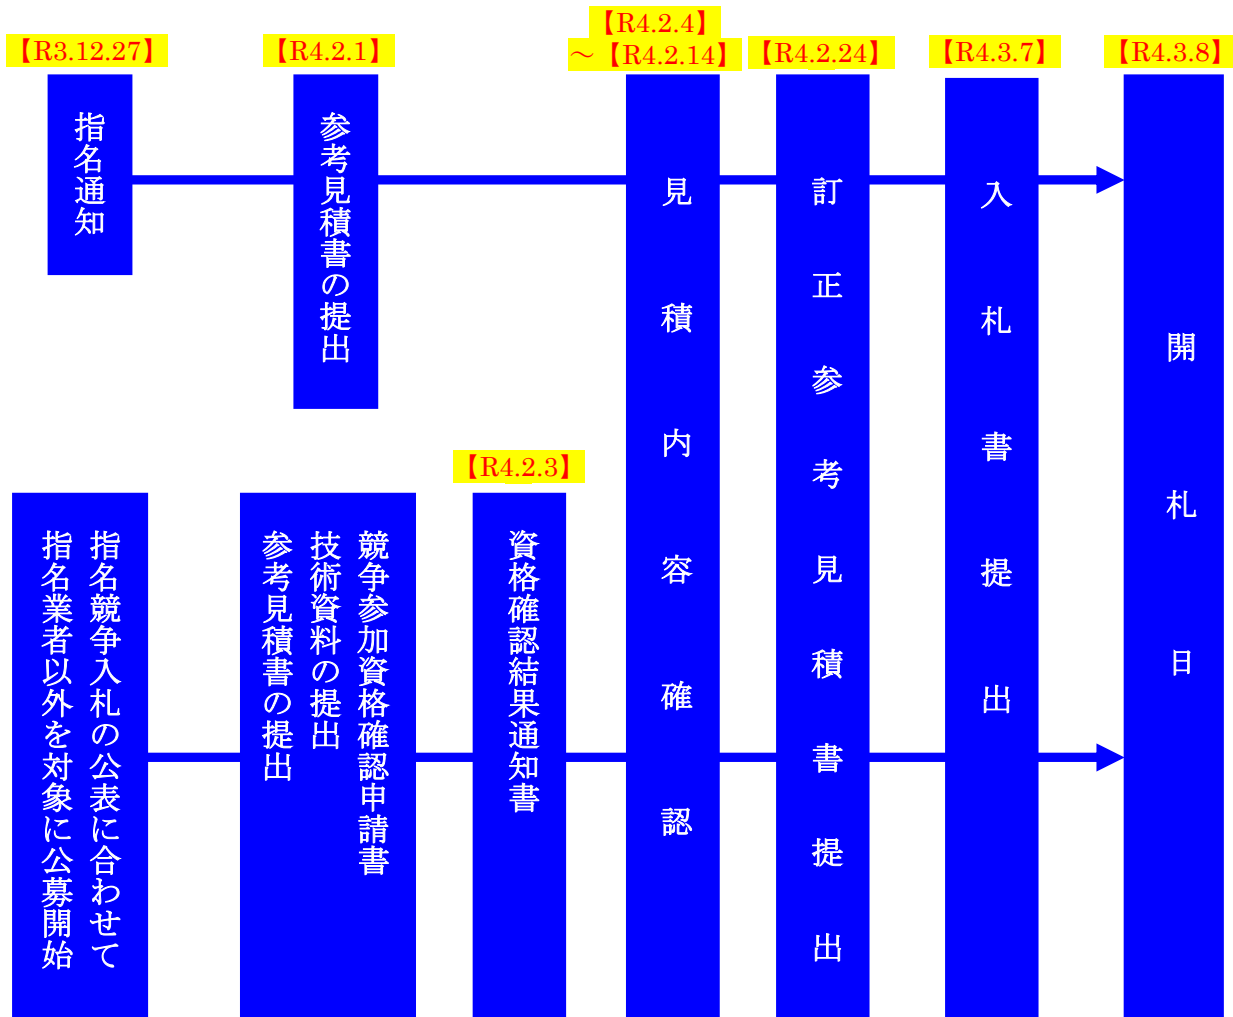 【R3.12.27】
指名通知
【R4.2.1】
参考見積書の提出
指名競争入札の公表に合わせて
指名業者以外を対象に公募開始
競争参加資格確認申請書
技術資料の提出
参考見積書の提出
【R4.2.3】
資格確認結果通知書
【R4.2.4】
～【R4.2.14】
見積内容確認
【R4.2.24】
訂正参考見積書提出
【R4.3.7】
入札書提出
【R4.3.8】
開札日